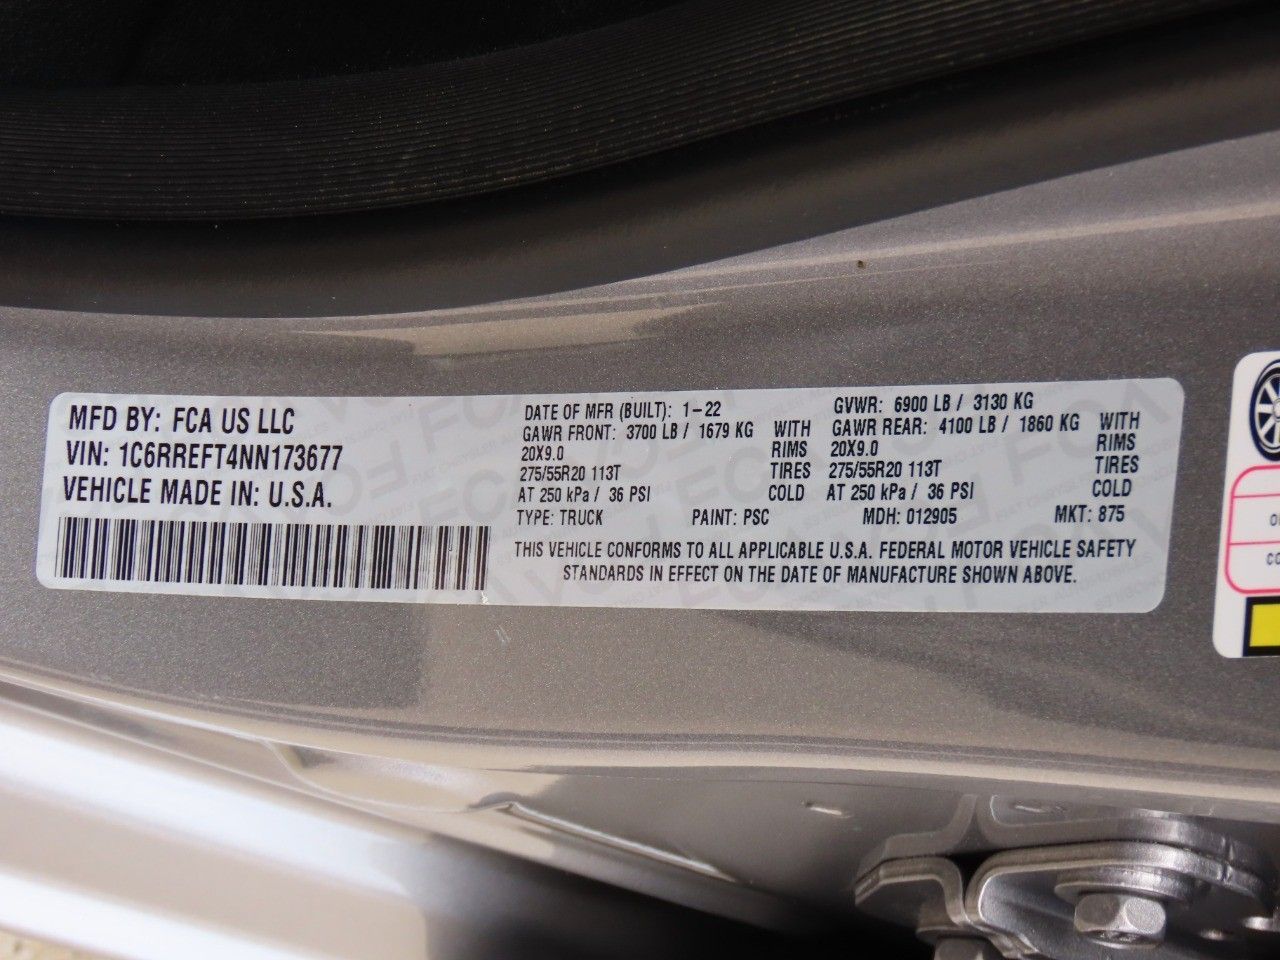 MFD BY: FCA US LLC
VIN: 1C6RREFT4NN173677
VEHICLE MADE IN: U.S.A.
DATE OF MFR (BUILT): 1-22 GVWR: 6900 LB / 3130 KG
GAWR FRONT: 3700 LB / 1679 KG WITH GAWR REAR: 4100 LB / 1860 KG WITH
20X9.0 RIMS 20X9.0 RIMS
275/55R20 113T TIRES 275/55R20 113T TIRES
AT 250 kPa / 36 PSI COLD AT 250 kPa / 36 PSI COLD
TYPE: TRUCK PAINT: PSC MDH: 012905 MKT: 875
THIS VEHICLE CONFORMS TO ALL APPLICABLE U.S.A. FEDERAL MOTOR VEHICLE SAFETY
STANDARDS IN EFFECT ON THE DATE OF MANUFACTURE SHOWN ABOVE.